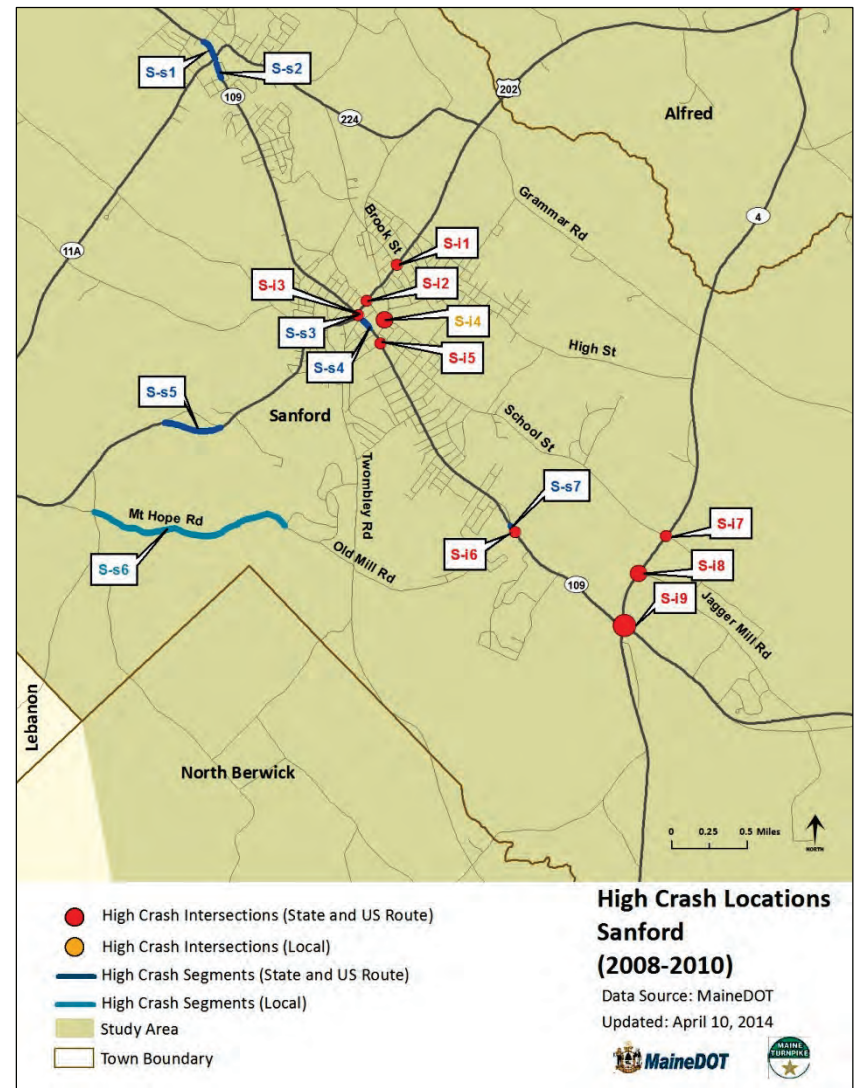 S-s1
S-s2
109
224
202
Alfred
4
Grammar Rd
Brook St
11A
S-i1
S-i3
S-i2
S-s3
S-i4
S-s4
S-i5
High St
S-s5
Sanford
School St
Twombley Rd
S-s7
Mt Hope Rd
S-i7
S-i6
S-s6
Old Mill Rd
S-i8
109
Jagger Mill Rd
S-i9
Lebanon
North Berwick
0 0.25 0.5 Miles
NORTH
High Crash Intersections (State and US Route)
High Crash Intersections (Local)
High Crash Segments (State and US Route)
High Crash Segments (Local)
Study Area
Town Boundary
High Crash Locations
Sanford
(2008-2010)
Data Source: MaineDOT
Updated: April 10, 2014
MaineDOT
MAINE
TURNPIKE